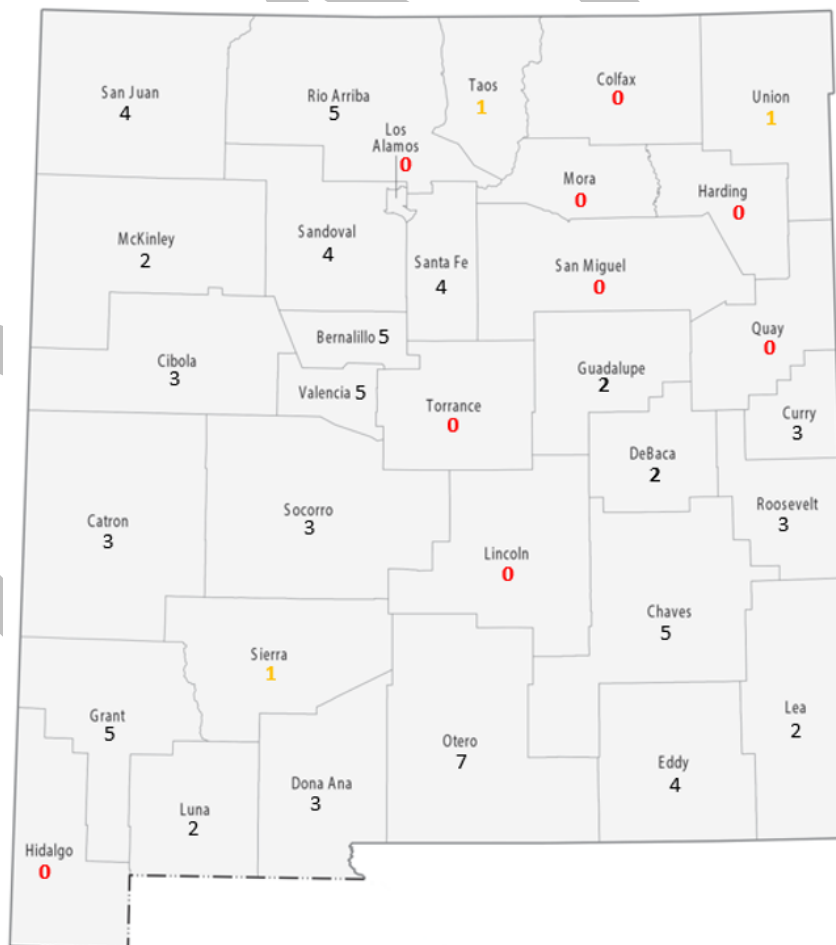 San Juan
4
Rio Arriba
5
Taos
1
Colfax
0
Union
1
Los
Alamos
0
Mora
0
Harding
0
McKinley
2
Sandoval
4
Santa Fe
4
San Miguel
0
Bernalillo 5
Quay
0
Cibola
3
Valencia 5
Guadalupe
2
Torrance
0
Curry
3
DeBaca
2
Catron
3
Socorro
3
Roosevelt
3
Lincoln
0
Chaves
5
Sierra
1
Grant
5
Lea
2
Otero
7
Eddy
4
Dona Ana
3
Luna
2
Hidalgo
0